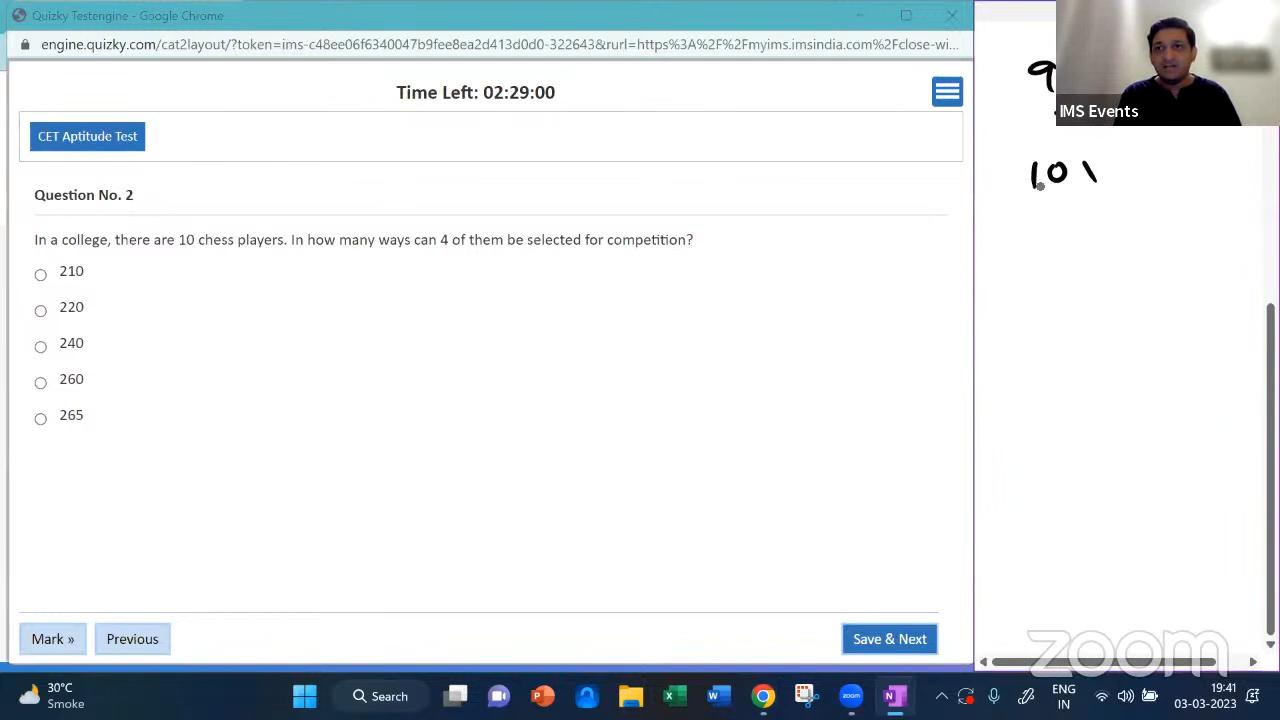 Quizky Testengine - Google Chrome
engine.quizky.com/cat2layout/?token=ims-c48ee06f6340047b9fee8ea2d413d0d0-322643&rurl=https%3A%2F%2Fmyims.imsindia.com%2Fclose-wi...
Time Left: 02:29:00
CET Aptitude Test
Question No. 2
In a college, there are 10 chess players. In how many ways can 4 of them be selected for competition?
210
220
240
260
265
Mark »
Previous
Save & Next
9
IMS Events
10 \
zoom
30°C
Smoke
Search
ENG
IN
19:41
03-03-2023